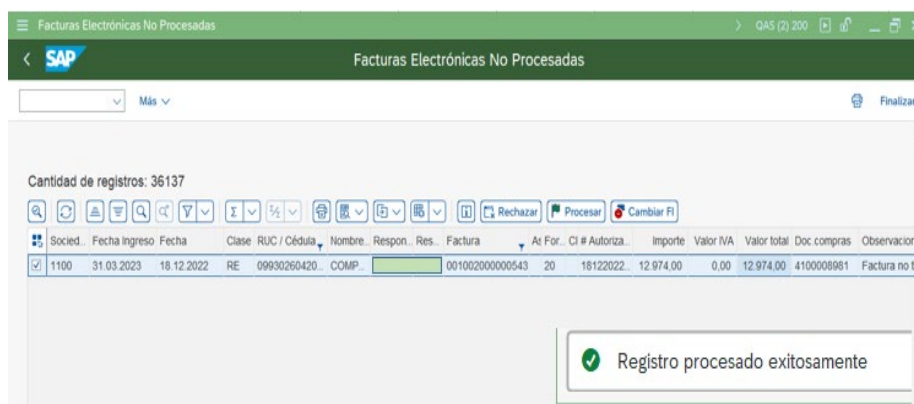 Facturas Electrónicas No Procesadas
QAS (2) 200
SAP
Facturas Electrónicas No Procesadas
Más
Finalizar
Cantidad de registros: 36137
Rechazar Procesar Cambiar FI
Socied... Fecha Ingreso Fecha Clase RUC / Cédula Nombre... Respon... Res... Factura At For... Cl # Autoriza... Importe Valor IVA Valor total Doc.compras Observacion
1100 31.03.2023 18.12.2022 RE 09930260420... COMP... 001002000000543 20 18122022... 12.974,00 0,00 12.974,00 4100008981 Factura no t
Registro procesado exitosamente